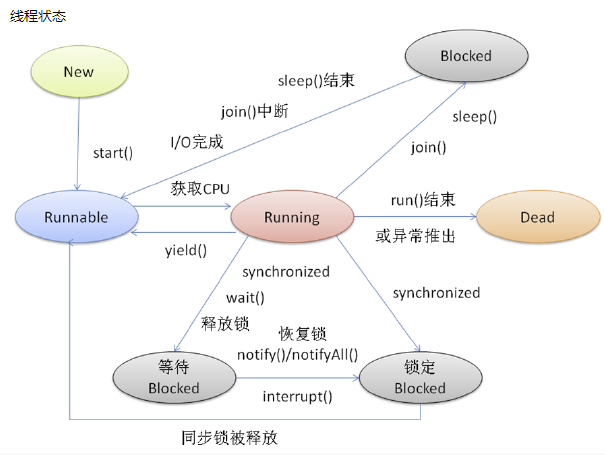 线程状态
New
Blocked
sleep()结束
join()中断
I/O完成
sleep()
join()
start()
获取CPU
Runnable
Running
run()结束
Dead
或异常推出
yield()
synchronized
wait()
释放锁
synchronized
恢复锁
notify()/notifyAll()
等待
Blocked
锁定
Blocked
interrupt()
同步锁被释放